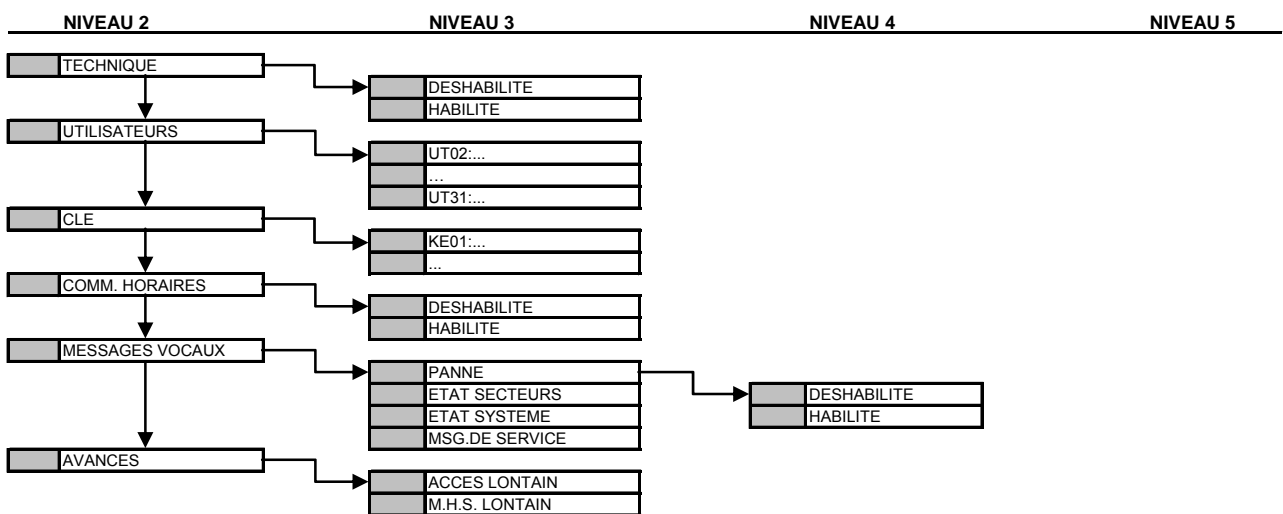 NIVEAU 2 NIVEAU 3 NIVEAU 4 NIVEAU 5
TECHNIQUE
DESHABILITE
HABILITE
UTILISATEURS
UT02:...
...
UT31:...
CLE
KE01:...
...
COMM. HORAIRES
DESHABILITE
HABILITE
MESSAGES VOCAUX
PANNE
ETAT SECTEURS
ETAT SYSTEME
MSG.DE SERVICE
DESHABILITE
HABILITE
AVANCES
ACCES LONTAIN
M.H.S. LONTAIN